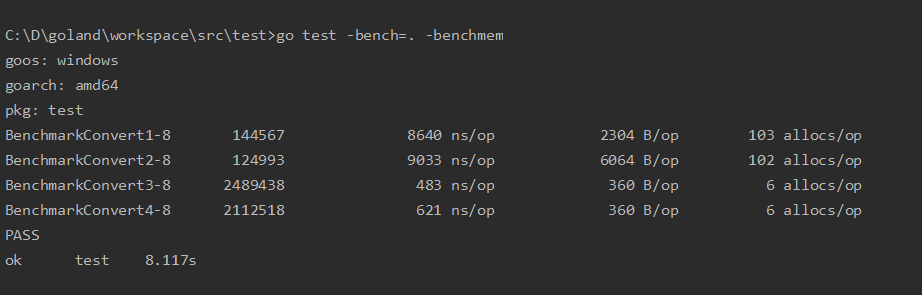 C:\D\goland\workspace\src\test>go test -bench=. -benchmem
goos: windows
goarch: amd64
pkg: test
BenchmarkConvert1-8       144567              8640 ns/op            2304 B/op        103 allocs/op
BenchmarkConvert2-8       124993              9033 ns/op            6064 B/op        102 allocs/op
BenchmarkConvert3-8      2489438               483 ns/op             360 B/op          6 allocs/op
BenchmarkConvert4-8      2112518               621 ns/op             360 B/op          6 allocs/op
PASS
ok      test    8.117s